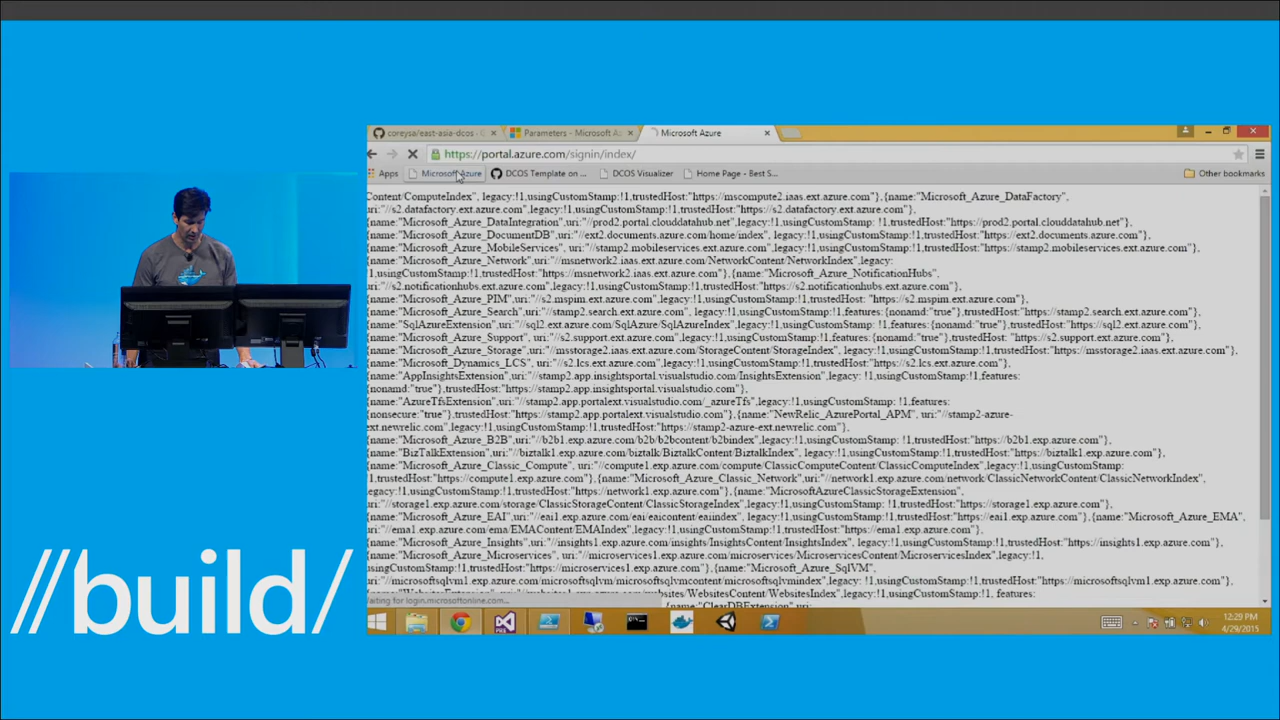 coreysa/east-asia-dcos · G
Parameters - Microsoft Az
Microsoft Azure
https://portal.azure.com/signin/index/
Apps
Microsoft Azure
DCOS Template on ...
DCOS Visualizer
Home Page - Best S...
Other bookmarks
Content/ComputeIndex", legacy:!1,usingCustomStamp:!1,trustedHost:"https://mscompute2.iaas.ext.azure.com"},{name:"Microsoft_Azure_DataFactory",
uri:"//s2.datafactory.ext.azure.com",legacy:!1,usingCustomStamp:!1,trustedHost:"https://s2.datafactory.ext.azure.com"},
{name:"Microsoft_Azure_DataIntegration",uri:"//prod2.portal.clouddatahub.net",legacy:!1,usingCustomStamp:!1,trustedHost:"https://prod2.portal.clouddatahub.net"},
{name:"Microsoft_Azure_DocumentDB",uri:"//ext2.documents.azure.com/home/index",legacy:!1,usingCustomStamp:!1,trustedHost:"https://ext2.documents.azure.com"},
{name:"Microsoft_Azure_MobileServices", uri:"//stamp2.mobileservices.ext.azure.com",legacy:!1,usingCustomStamp:!1,trustedHost:"https://stamp2.mobileservices.ext.azure.com"},
{name:"Microsoft_Azure_Network",uri:"//msnetwork2.iaas.ext.azure.com/NetworkContent/NetworkIndex",legacy:
!1,usingCustomStamp:!1,trustedHost:"https://msnetwork2.iaas.ext.azure.com"},{name:"Microsoft_Azure_NotificationHubs",
uri:"//s2.notificationhubs.ext.azure.com",legacy:!1,usingCustomStamp:!1,trustedHost:"https://s2.notificationhubs.ext.azure.com"},
{name:"Microsoft_Azure_PIM",uri:"//s2.mspim.ext.azure.com",legacy:!1,usingCustomStamp:!1,trustedHost: "https://s2.mspim.ext.azure.com"},
{name:"Microsoft_Azure_Search",uri:"//stamp2.search.ext.azure.com",legacy:!1,usingCustomStamp:!1,features:{nonamd:"true"},trustedHost:"https://stamp2.search.ext.azure.com"},
{name:"SqlAzureExtension",uri:"//sql2.ext.azure.com/SqlAzure/SqlAzureIndex",legacy:!1,usingCustomStamp:!1,features:{nonamd:"true"},trustedHost:"https://sql2.ext.azure.com"},
{name:"Microsoft_Azure_Support",uri:"//s2.support.ext.azure.com",legacy:!1,usingCustomStamp:!1,features:{nonamd:"true"},trustedHost:"https://s2.support.ext.azure.com"},
{name:"Microsoft_Azure_Storage",uri:"//msstorage2.iaas.ext.azure.com/StorageContent/StorageIndex", legacy:!1,usingCustomStamp:!1,trustedHost:"https://msstorage2.iaas.ext.azure.com"},
{name:"Microsoft_Dynamics_LCS",uri:"//s2.lcs.ext.azure.com",legacy:!1,usingCustomStamp:!1,trustedHost:"https://s2.lcs.ext.azure.com"},
{name:"AppInsightsExtension",uri:"//stamp2.app.insightsportal.visualstudio.com/InsightsExtension",legacy: !1,usingCustomStamp:!1,features:
{nonamd:"true"},trustedHost:"https://stamp2.app.insightsportal.visualstudio.com"},
{name:"AzureTfsExtension",uri:"//stamp2.app.portalext.visualstudio.com/_azureTfs",legacy:!1,usingCustomStamp: !1,features:
{nonsecure:"true"},trustedHost:"https://stamp2.app.portalext.visualstudio.com"},{name:"NewRelic_AzurePortal_APM", uri:"//stamp2-azure-
ext.newrelic.com",legacy:!1,usingCustomStamp:!1,trustedHost:"https://stamp2-azure-ext.newrelic.com"},
{name:"Microsoft_Azure_B2B",uri:"//b2b1.exp.azure.com/b2b/b2bcontent/b2bindex",legacy:!1,usingCustomStamp: !1,trustedHost:"https://b2b1.exp.azure.com"},
{name:"BizTalkExtension",uri:"//biztalk1.exp.azure.com/biztalk/BiztalkContent/BiztalkIndex", legacy:!1,usingCustomStamp:!1,trustedHost:"https://biztalk1.exp.azure.com"},
{name:"Microsoft_Azure_Classic_Compute", uri:"//compute1.exp.azure.com/compute/ClassicComputeContent/ClassicComputeIndex",legacy:!1,usingCustomStamp:
!1,trustedHost:"https://compute1.exp.azure.com"},{name:"Microsoft_Azure_Classic_Network",uri:"//network1.exp.azure.com/network/ClassicNetworkContent/ClassicNetworkIndex",
legacy:!1,usingCustomStamp:!1,trustedHost:"https://network1.exp.azure.com"},{name:"MicrosoftAzureClassicStorageExtension",
uri:"//storage1.exp.azure.com/storage/ClassicStorageContent/ClassicStorageIndex",legacy:!1,usingCustomStamp:!1,trustedHost:"https://storage1.exp.azure.com"},
{name:"Microsoft_Azure_EAI",uri:"//eai1.exp.azure.com/eai/eaicontent/eaiindex", legacy:!1,usingCustomStamp:!1,trustedHost:"https://eai1.exp.azure.com"},{name:"Microsoft_Azure_EMA",
uri:"//ema1.exp.azure.com/ema/EMAContent/EMAIndex",legacy:!1,usingCustomStamp:!1,trustedHost:"https://ema1.exp.azure.com"},
{name:"Microsoft_Azure_Insights",uri:"//insights1.exp.azure.com/insights/InsightsContent/InsightsIndex",legacy:!1,usingCustomStamp:!1,trustedHost:"https://insights1.exp.azure.com"},
{name:"Microsoft_Azure_Microservices", uri:"//microservices1.exp.azure.com/microservices/MicroservicesContent/MicroservicesIndex",legacy:!1,
usingCustomStamp:!1,trustedHost:"https://microservices1.exp.azure.com"},{name:"Microsoft_Azure_SqlVM",
uri:"//microsoftsqlvm1.exp.azure.com/microsoftsqlvm/microsoftsqlvmcontent/microsoftsqlvmindex",legacy:!1,usingCustomStamp:!1,trustedHost:"https://microsoftsqlvm1.exp.azure.com"},
{name:"WebsitesExtension",uri:"//websites1.exp.azure.com/websites/WebsitesContent/WebsitesIndex",legacy:!1,usingCustomStamp:!1, features:
Waiting for login.microsoftonline.com...
{name:"ClearDBExtension",uri:
12:29 PM
4/29/2015
//build/